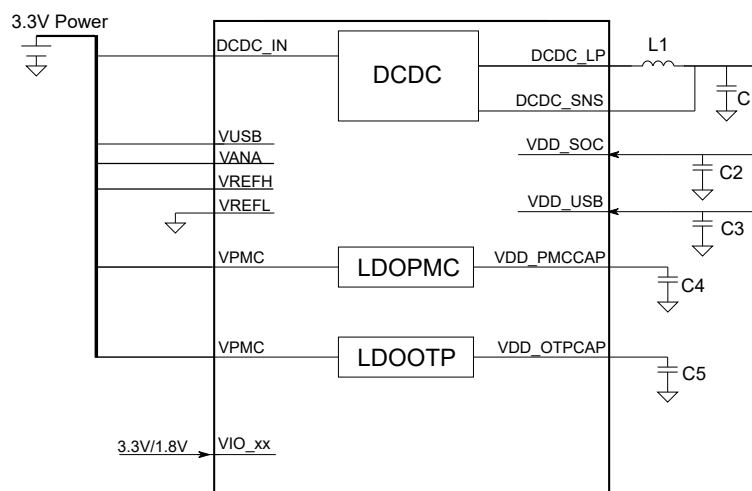 3.3V Power
DCDC_IN
DCDC
DCDC_LP
L1
DCDC_SNS
C
VUSB
VANA
VREFH
VREFL
VDD_SOC
C2
VDD_USB
C3
VPMC
LDOPMC
VDD_PMCCAP
C4
VPMC
LDOOTP
VDD_OTPCAP
C5
3.3V/1.8V
VIO_xx